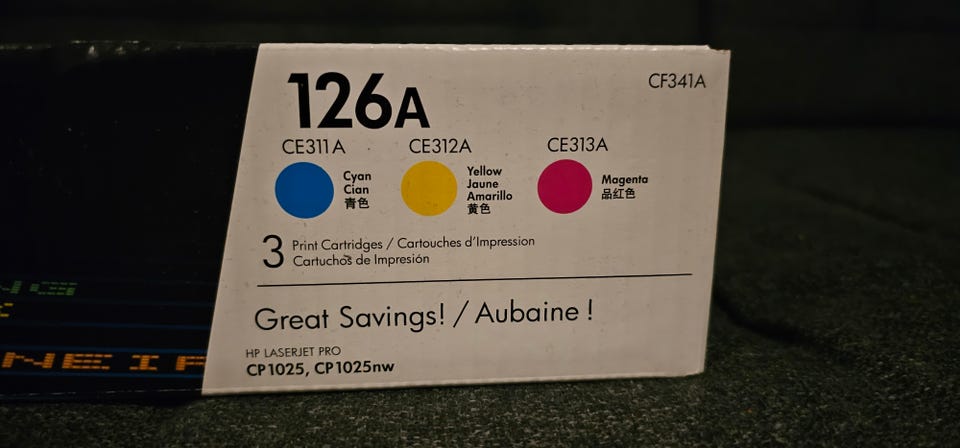 126A
CF341A
CE311A
CE312A
CE313A
Cyan
Cian
青色
Yellow
Jaune
Amarillo
黄色
Magenta
品红色
3 Print Cartridges / Cartouches d'Impression
Cartuchos de Impresión
Great Savings! / Aubaine !
HP LASERJET PRO
CP1025, CP1025nw